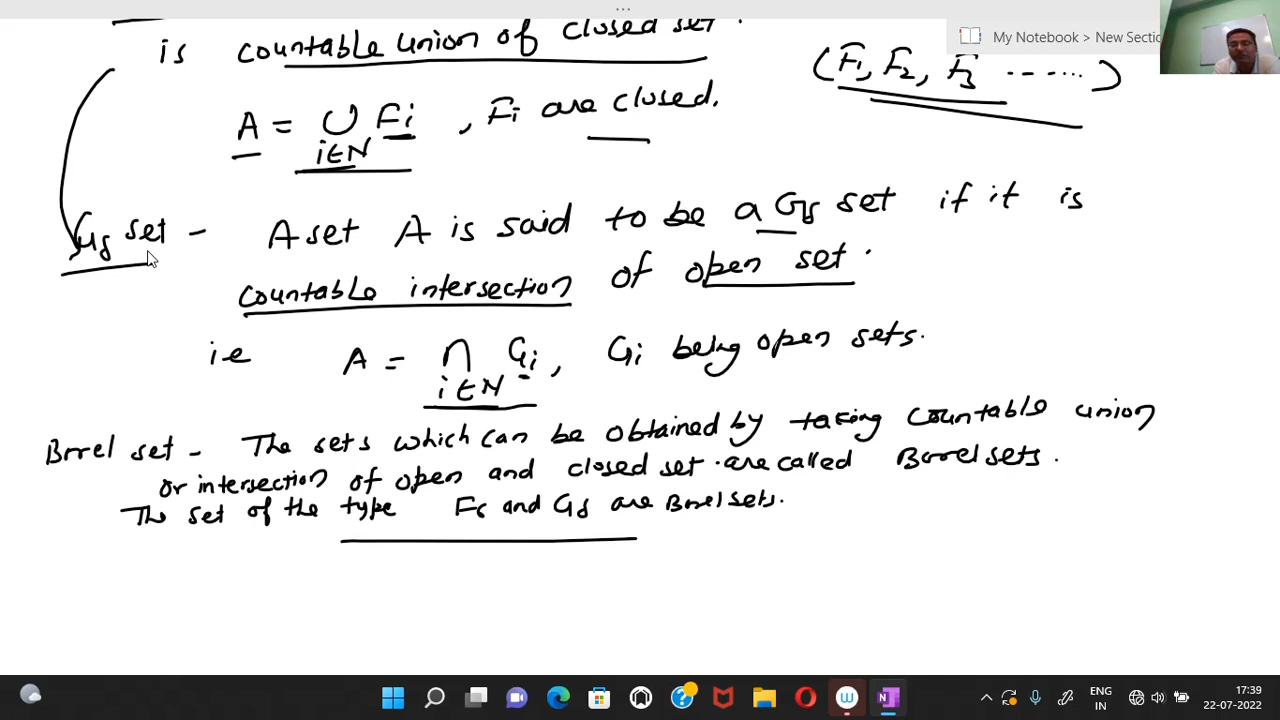 is countable union of closed set.
My Notebook > New Sectio
(F1, F2, F3 ------)
A = ∪ Fi , Fi are closed.
i∈N
Gδ set - A set A is said to be a Gδ set if it is
countable intersection of open set.
ie A = ∩ Gi , Gi being open sets.
i∈N
Borel set - The sets which can be obtained by taking countable union
or intersection of open and closed set are called Borel sets.
The set of the type Fσ and Gδ are Borel sets.
ENG
IN
17:39
22-07-2022